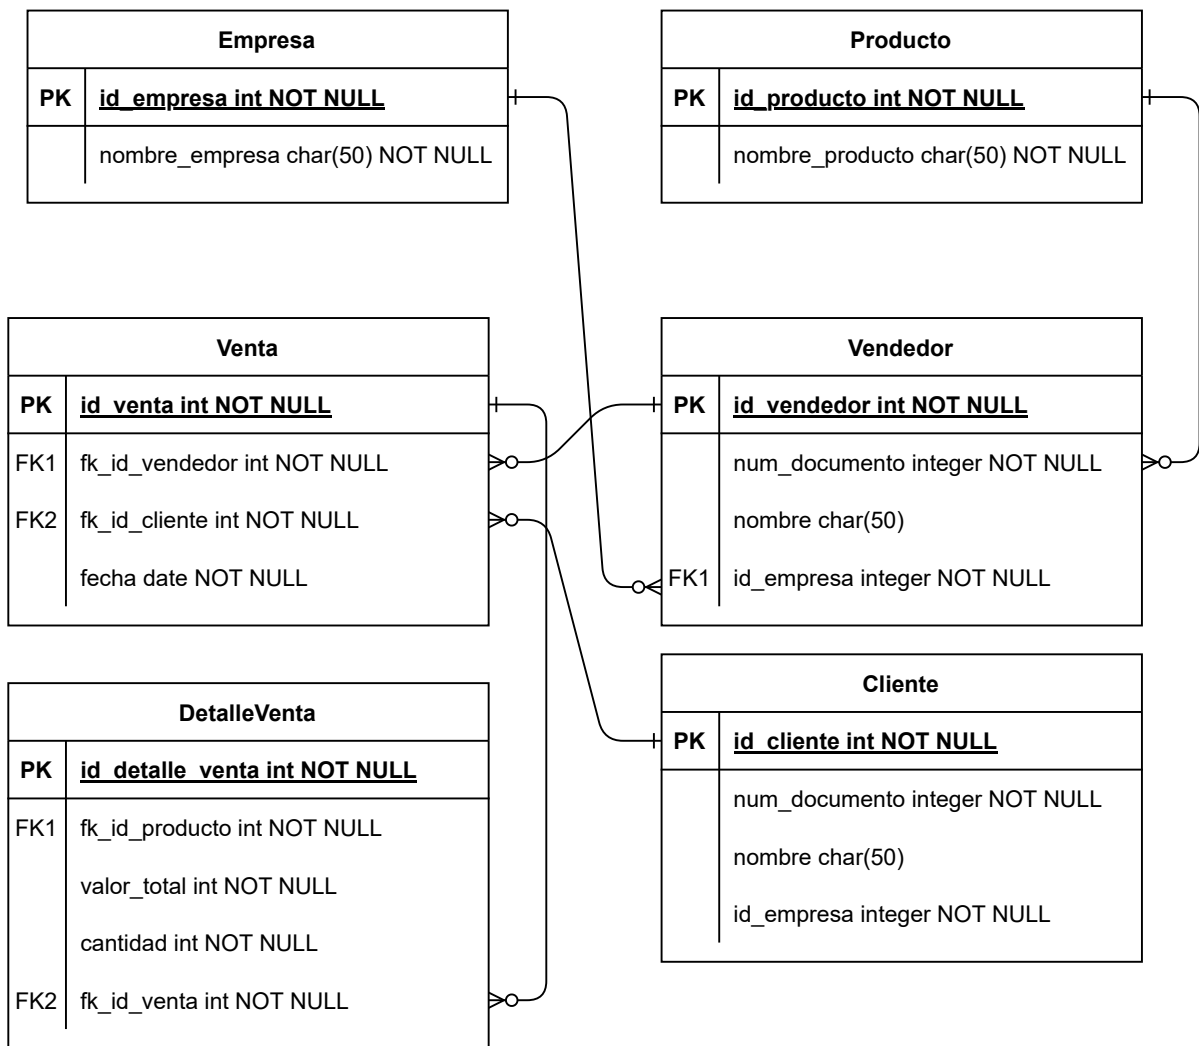 Empresa
PK id_empresa int NOT NULL
nombre_empresa char(50) NOT NULL
Producto
PK id_producto int NOT NULL
nombre_producto char(50) NOT NULL
Venta
PK id_venta int NOT NULL
FK1 fk_id_vendedor int NOT NULL
FK2 fk_id_cliente int NOT NULL
fecha date NOT NULL
Vendedor
PK id_vendedor int NOT NULL
num_documento integer NOT NULL
nombre char(50)
FK1 id_empresa integer NOT NULL
DetalleVenta
PK id_detalle_venta int NOT NULL
FK1 fk_id_producto int NOT NULL
valor_total int NOT NULL
cantidad int NOT NULL
FK2 fk_id_venta int NOT NULL
Cliente
PK id_cliente int NOT NULL
num_documento integer NOT NULL
nombre char(50)
id_empresa integer NOT NULL